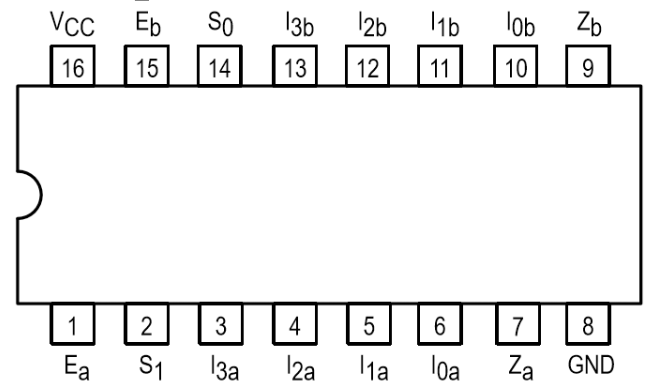 VCC Eb S0 I3b I2b I1b I0b Zb
16 15 14 13 12 11 10 9
1 2 3 4 5 6 7 8
Ea S1 I3a I2a I1a I0a Za GND